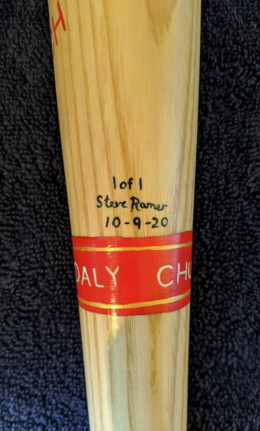 H
1 of 1
Steve Ramer
10-9-20
DALY CHU